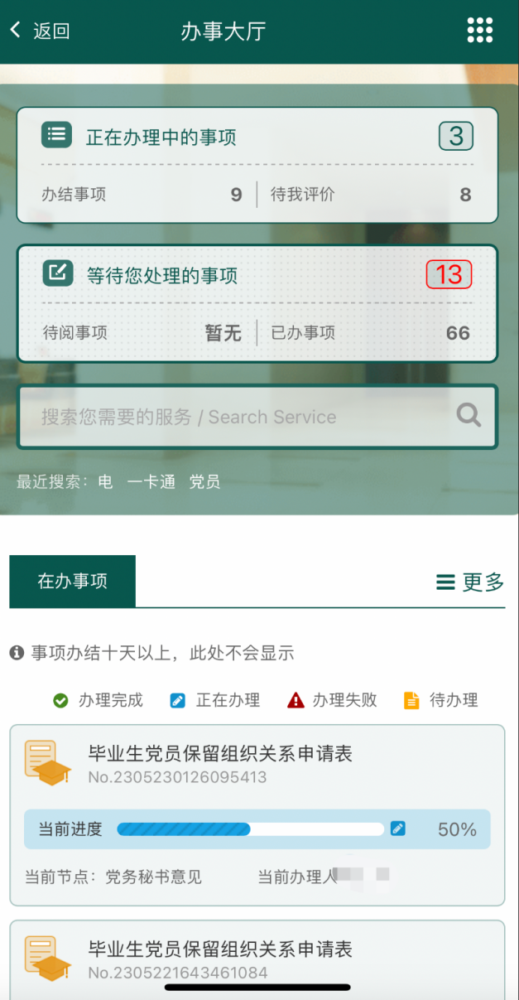 返回 办事大厅
正在办理中的事项 3
办结事项 9 待我评价 8
等待您处理的事项 13
待阅事项 暂无 已办事项 66
搜索您需要的服务 / Search Service
最近搜索: 电 一卡通 党员
在办事项 更多
事项办结十天以上，此处不会显示
办理完成 正在办理 办理失败 待办理
毕业生党员保留组织关系申请表
No.2305230126095413
当前进度 50%
当前节点：党务秘书意见 当前办理人
毕业生党员保留组织关系申请表
No.2305221643461084